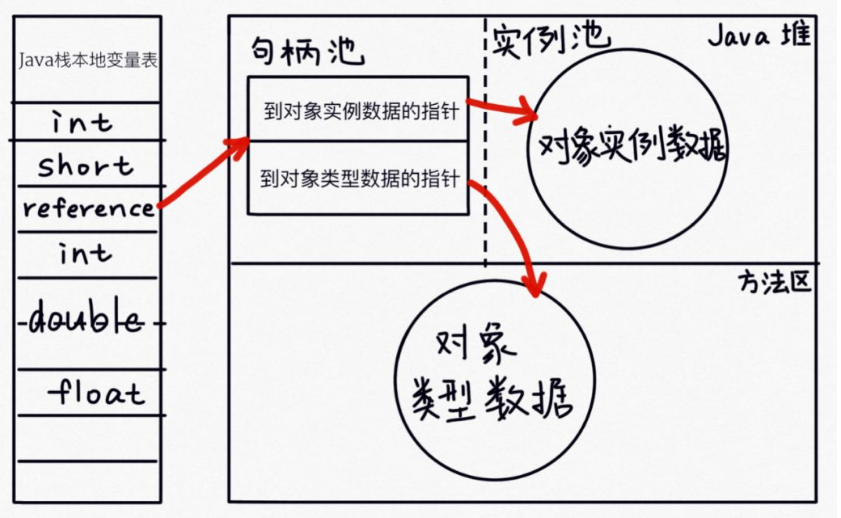 Java栈本地变量表
int
short
reference
int
double
float
句柄池
实例池
Java 堆
到对象实例数据的指针
到对象类型数据的指针
对象实例数据
方法区
对象
类型数据